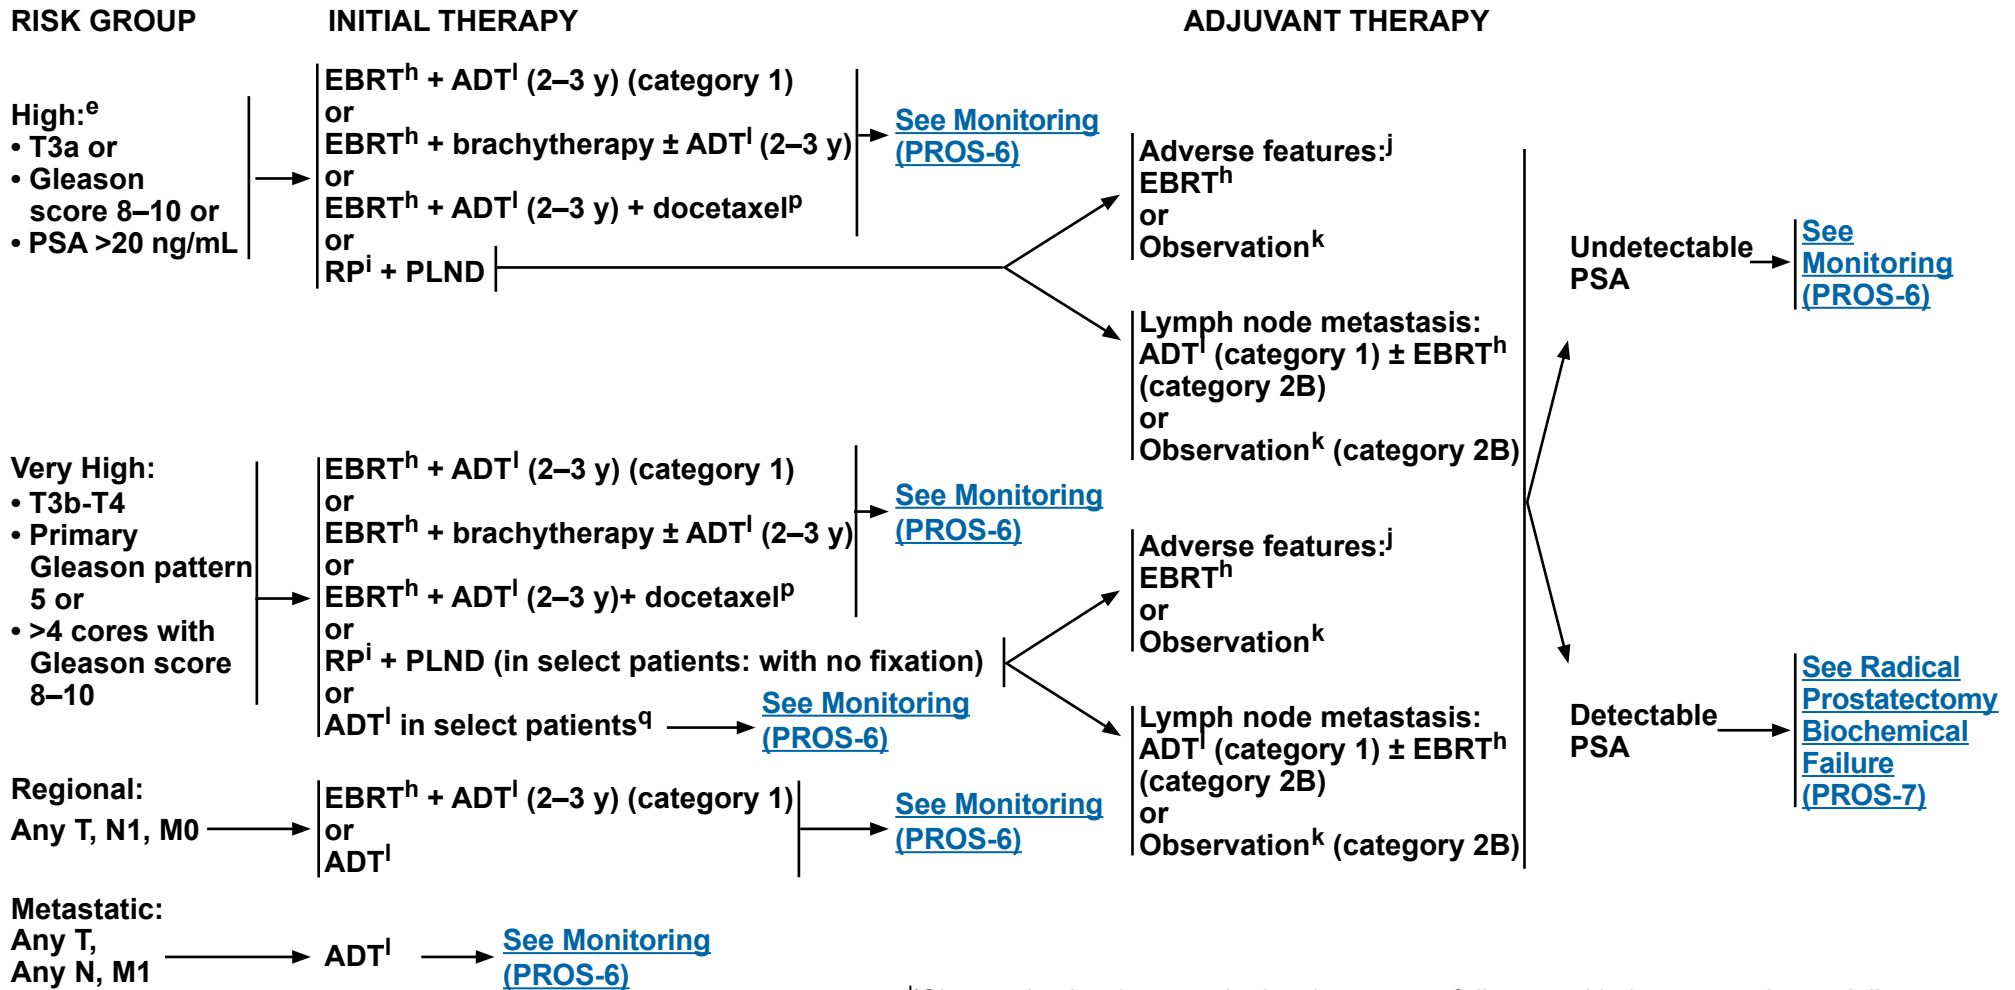 RISK GROUP
INITIAL THERAPY
ADJUVANT THERAPY
High:e
• T3a or
• Gleason
score 8–10 or
• PSA >20 ng/mL
EBRTh + ADTl (2–3 y) (category 1)
or
EBRTh + brachytherapy ± ADTl (2–3 y)
or
EBRTh + ADTl (2–3 y) + docetaxelp
or
RPi + PLND
See Monitoring
(PROS-6)
Adverse features:j
EBRTh
or
Observationk
Lymph node metastasis:
ADTl (category 1) ± EBRTh
(category 2B)
or
Observationk (category 2B)
Undetectable
PSA
See
Monitoring
(PROS-6)
Very High:
• T3b-T4
• Primary
Gleason pattern
5 or
• >4 cores with
Gleason score
8–10
EBRTh + ADTl (2–3 y) (category 1)
or
EBRTh + brachytherapy ± ADTl (2–3 y)
or
EBRTh + ADTl (2–3 y)+ docetaxelp
or
RPi + PLND (in select patients: with no fixation)
or
ADTl in select patientsq
See Monitoring
(PROS-6)
See Monitoring
(PROS-6)
Adverse features:j
EBRTh
or
Observationk
Lymph node metastasis:
ADTl (category 1) ± EBRTh
(category 2B)
or
Observationk (category 2B)
Detectable
PSA
See Radical
Prostatectomy
Biochemical
Failure
(PROS-7)
Regional:
Any T, N1, M0
EBRTh + ADTl (2–3 y) (category 1)
or
ADTl
See Monitoring
(PROS-6)
Metastatic:
Any T,
Any N, M1
ADTl
See Monitoring
(PROS-6)